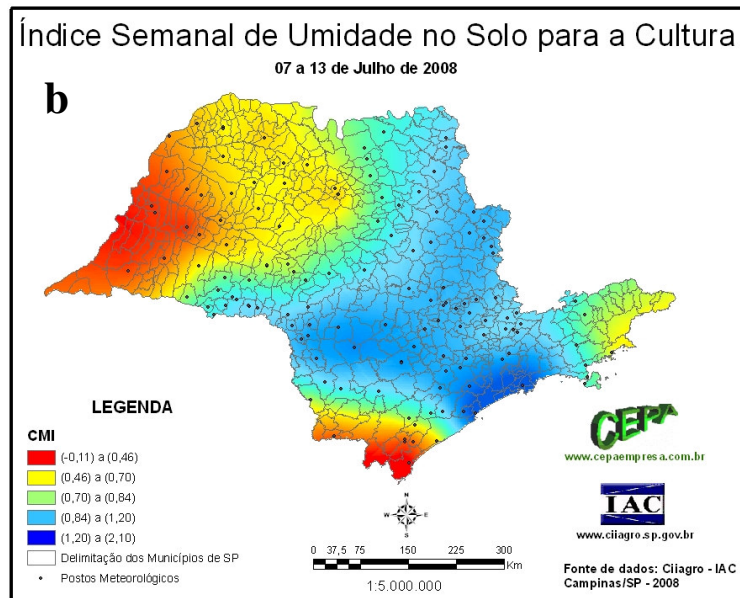 Índice Semanal de Umidade no Solo para a Cultura
07 a 13 de Julho de 2008
b
LEGENDA
CMI
(-0,11) a (0,46)
(0,46) a (0,70)
(0,70) a (0,84)
(0,84) a (1,20)
(1,20) a (2,10)
Delimitação dos Municípios de SP
Postos Meteorológicos
N
W E
S
0 37,5 75 150 225 300
Km
1:5.000.000
CEPA
www.cepaempresa.com.br
IAC
www.ciiagro.sp.gov.br
Fonte de dados: Ciiagro - IAC
Campinas/SP - 2008